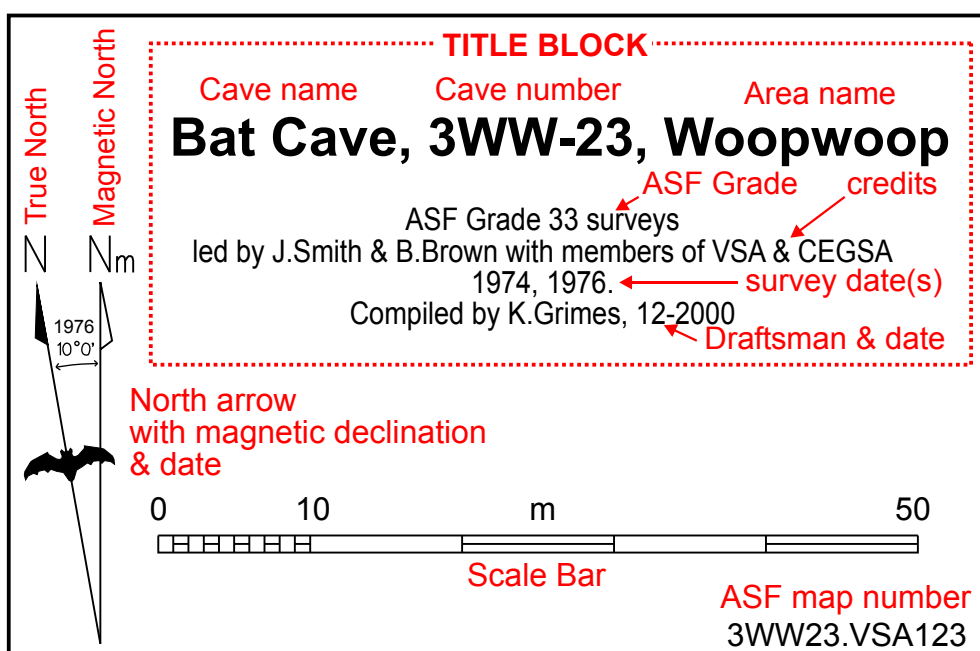 TITLE BLOCK
Cave name Cave number Area name
Bat Cave, 3WW-23, Woopwoop
ASF Grade credits
ASF Grade 33 surveys
led by J.Smith & B.Brown with members of VSA & CEGSA
1974, 1976. survey date(s)
Compiled by K.Grimes, 12-2000
Draftsman & date
True North
Magnetic North
N Nm
1976
10°0'
North arrow
with magnetic declination
& date
0 10 m 50
Scale Bar
ASF map number
3WW23.VSA123